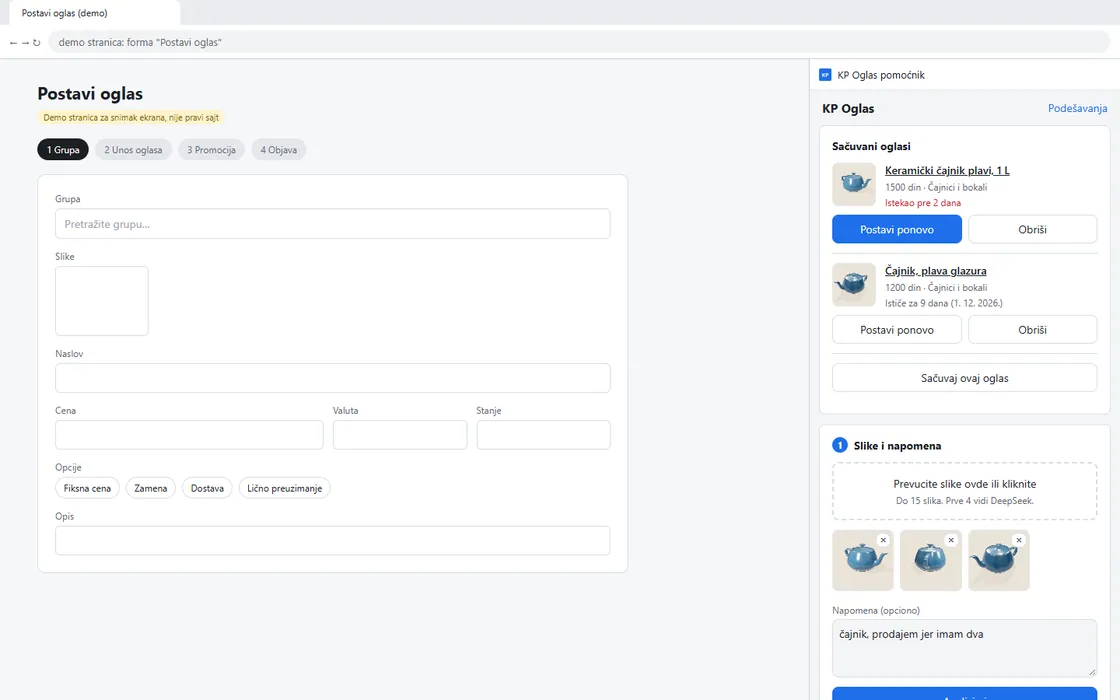 Postavi oglas (demo)
demo stranica: forma "Postavi oglas"
Postavi oglas
Demo stranica za snimak ekrana, nije pravi sajt
1 Grupa
2 Unos oglasa
3 Promocija
4 Objava
Grupa
Pretražite grupu...
Slike
Naslov
Cena
Valuta
Stanje
Opcije
Fiksna cena
Zamena
Dostava
Lično preuzimanje
Opis
KP
KP Oglas pomoćnik
KP Oglas
Podešavanja
Sačuvani oglasi
Keramički čajnik plavi, 1 L
1500 din · Čajnici i bokali
Istekao pre 2 dana
Postavi ponovo
Obriši
Čajnik, plava glazura
1200 din · Čajnici i bokali
Ističe za 9 dana (1. 12. 2026.)
Postavi ponovo
Obriši
Sačuvaj ovaj oglas
1 Slike i napomena
Prevucite slike ovde ili kliknite
Do 15 slika. Prve 4 vidi DeepSeek.
Napomena (opciono)
čajnik, prodajem jer imam dva